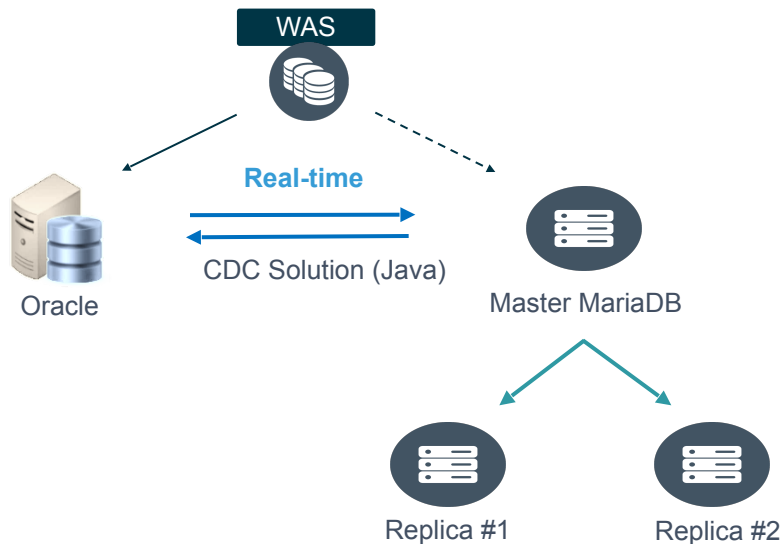 WAS
Real-time
CDC Solution (Java)
Oracle
Master MariaDB
Replica #1
Replica #2